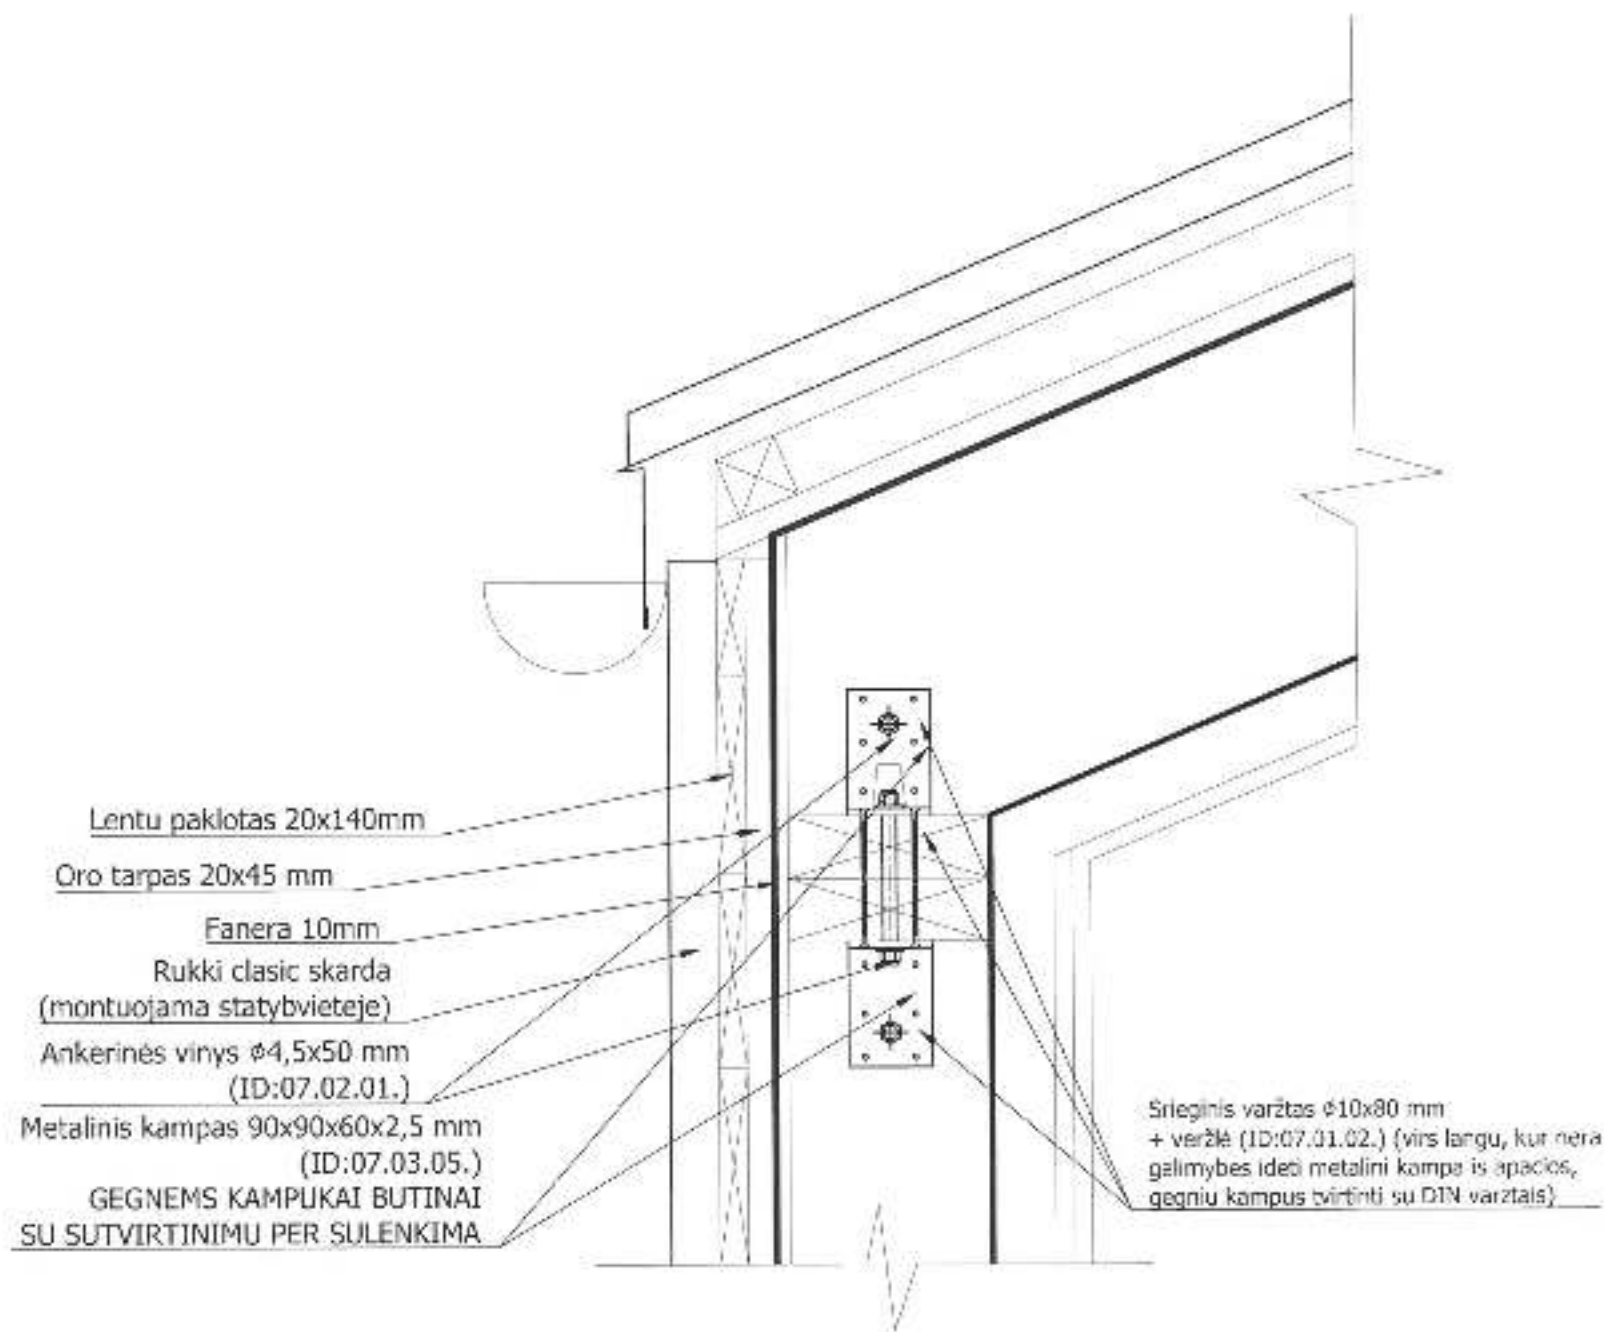 Lentu paklotas 20x140mm
Oro tarpas 20x45 mm
Fanera 10mm
Rukki clasic skarda
(montuojama statybvieteje)
Ankerinės vinys ϕ4,5x50 mm
(ID:07.02.01.)
Metalinis kampas 90x90x60x2,5 mm
(ID:07.03.05.)
GEGNEMS KAMPUKAI BUTINAI
SU SUTVIRTINIMU PER SULENKIMA
Srieginis varžtas ϕ10x80 mm
+ veržlė (ID:07.01.02.) (virs langu, kur nera
galimybes ideti metalini kampa is apacios,
gegniu kampus tvirtinti su DIN varztais)